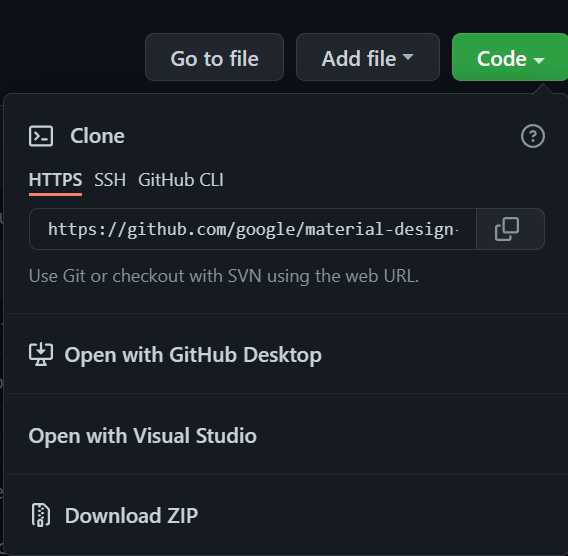 Go to file Add file Code
Clone
HTTPS SSH GitHub CLI
https://github.com/google/material-design-
Use Git or checkout with SVN using the web URL.
Open with GitHub Desktop
Open with Visual Studio
Download ZIP